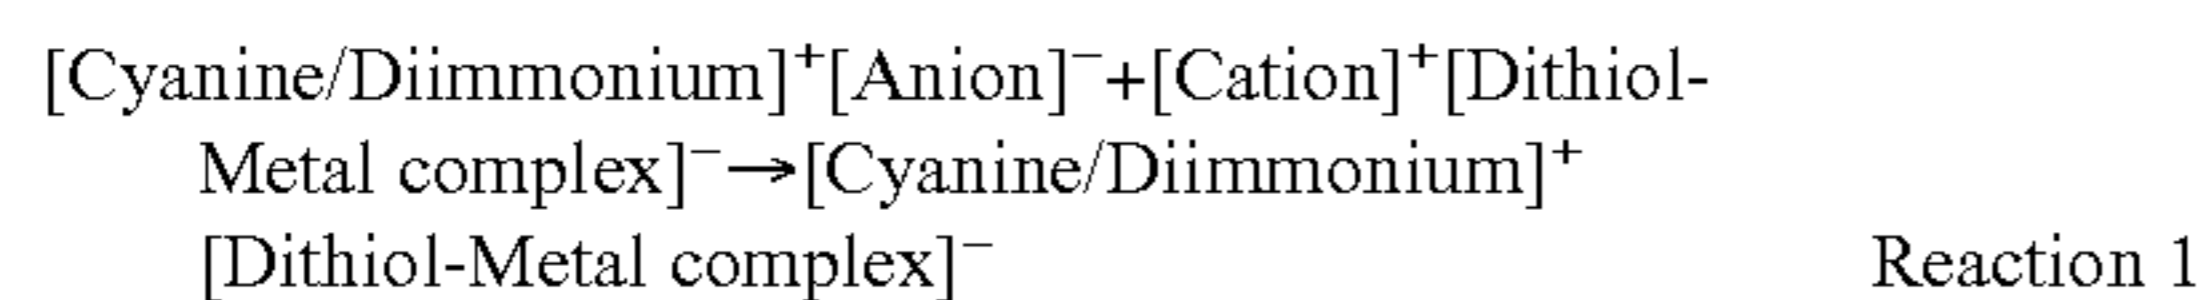 [Cyanine/Diimmonium]⁺[Anion]⁻+[Cation]⁺[Dithiol-
Metal complex]⁻→[Cyanine/Diimmonium]⁺
[Dithiol-Metal complex]⁻ Reaction 1